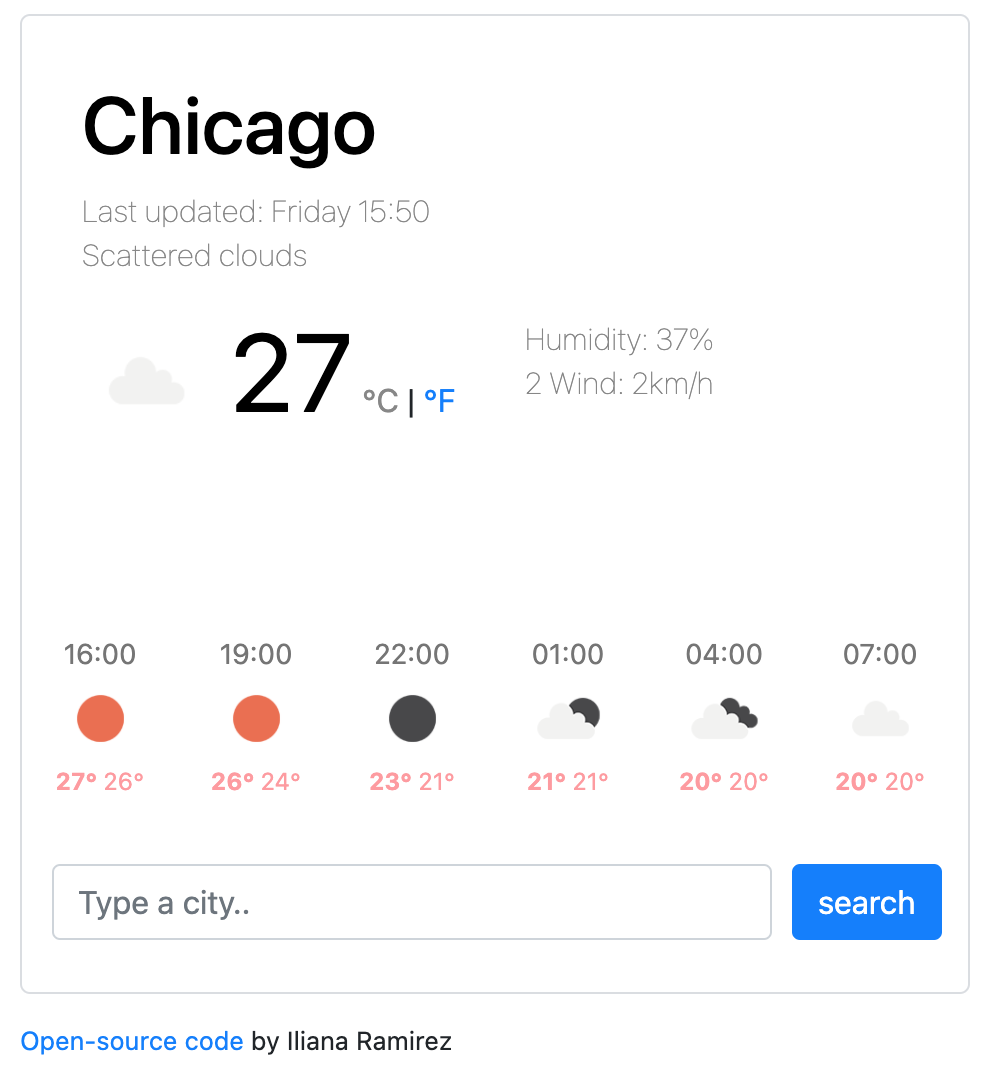 Chicago
Last updated: Friday 15:50
Scattered clouds
27 °C | °F
Humidity: 37%
2 Wind: 2km/h
16:00 19:00 22:00 01:00 04:00 07:00
27° 26° 26° 24° 23° 21° 21° 21° 20° 20° 20° 20°
Type a city..
search
Open-source code by Iliana Ramirez